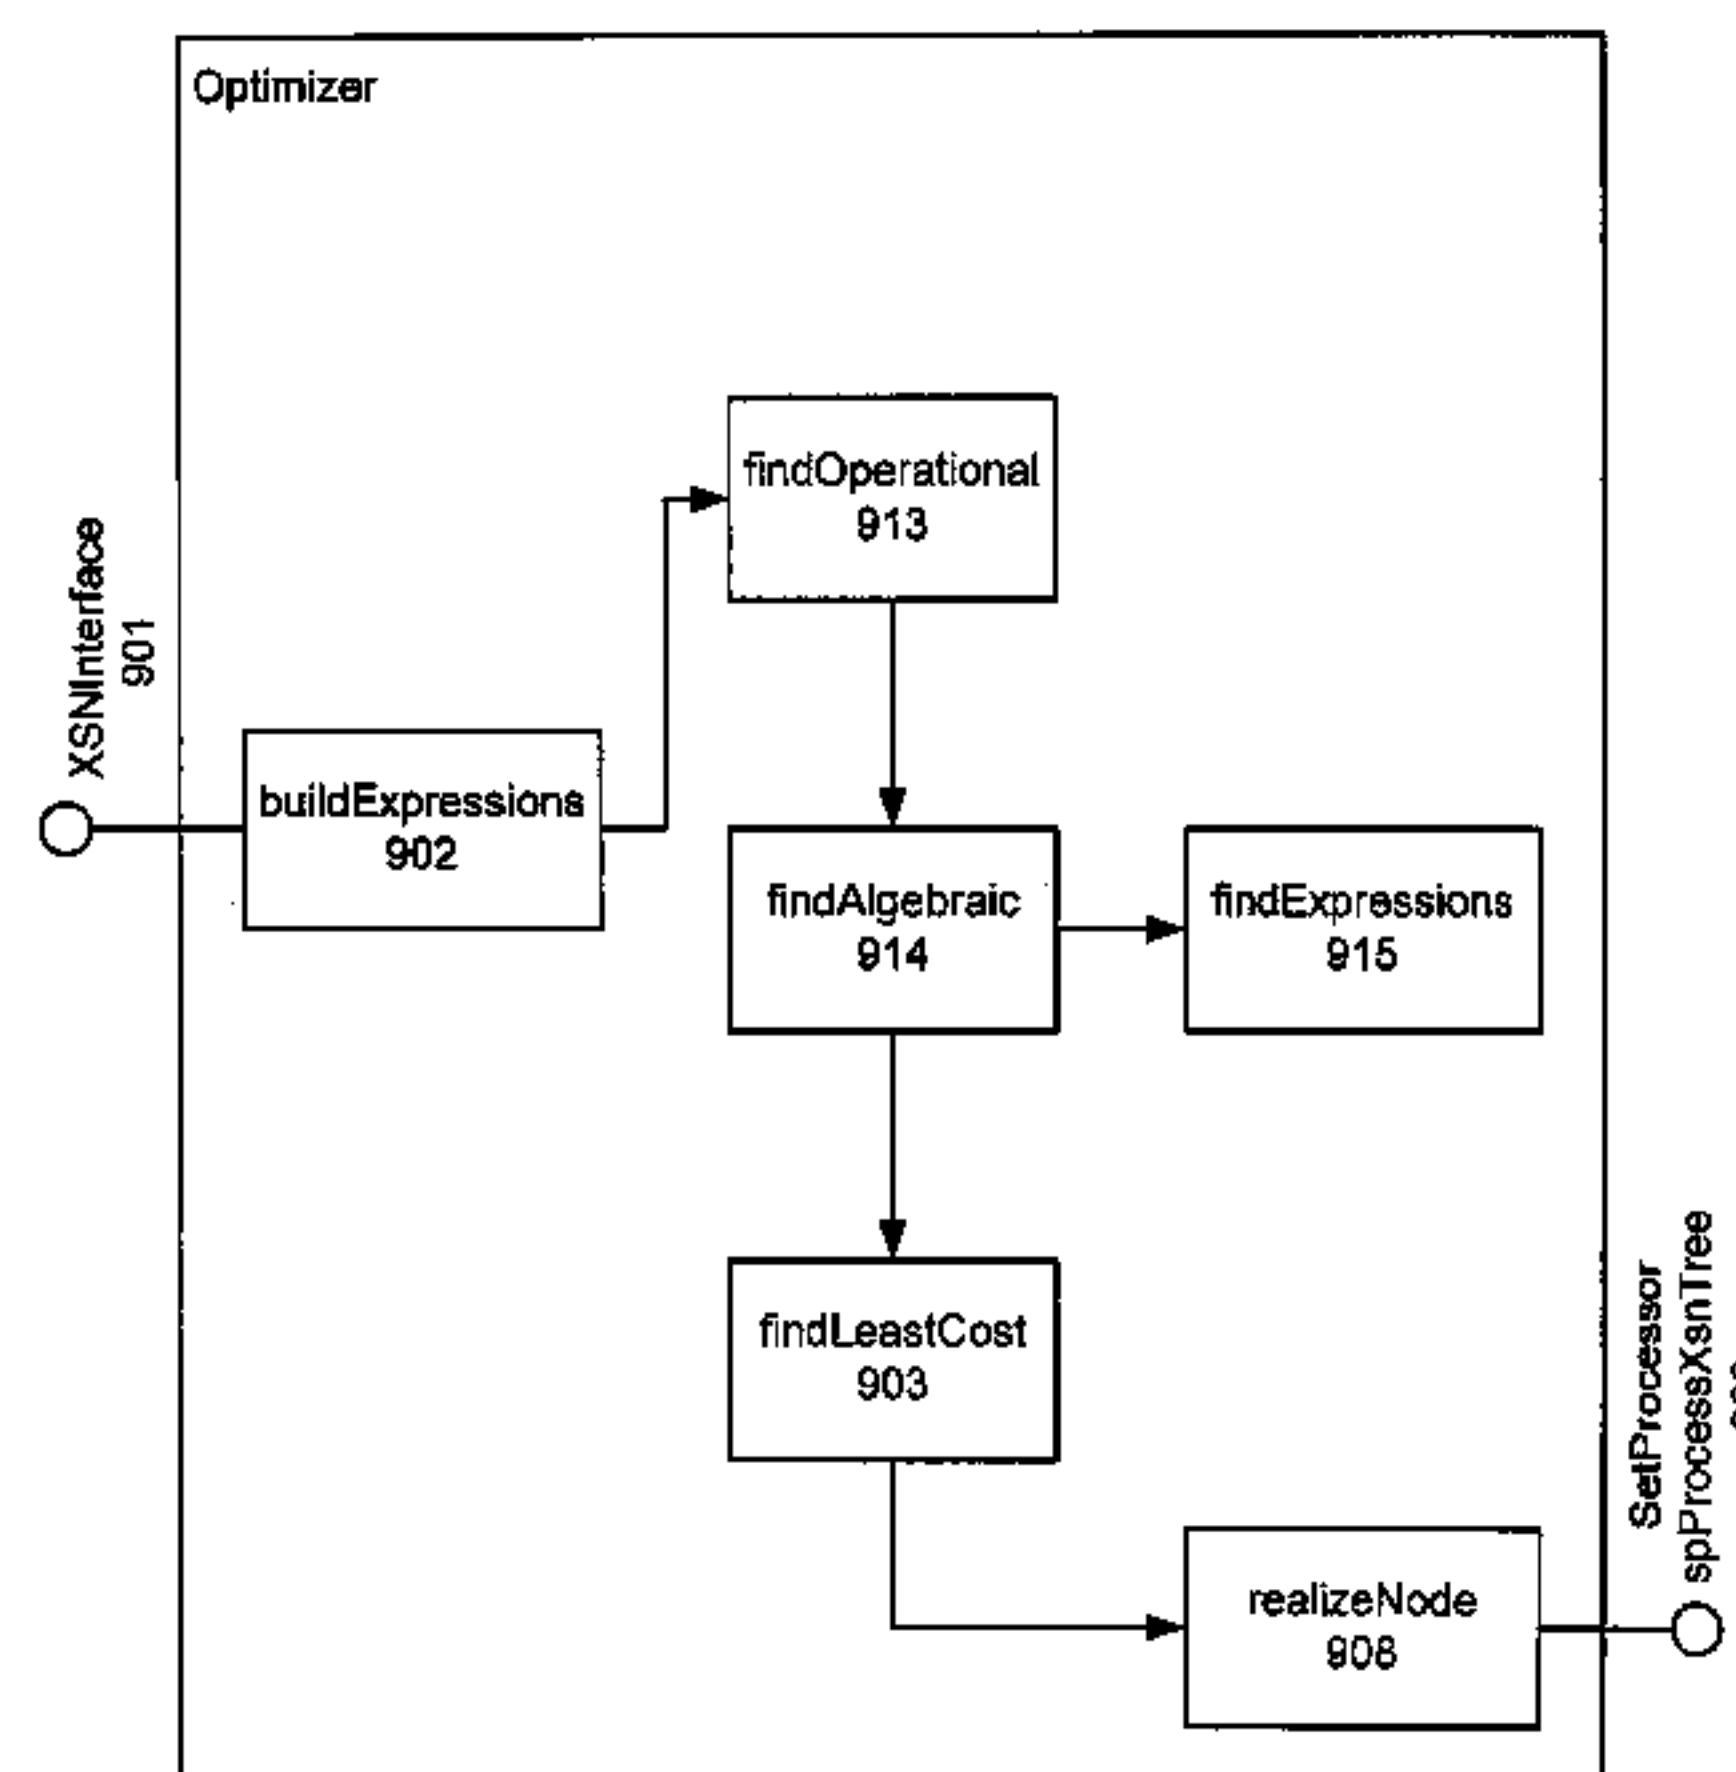 Optimizer
findOperational
913
XSNInterface
901
buildExpressions
902
findAlgebraic
914
findExpressions
915
findLeastCost
903
SetProcessor
spProcessXsnTree
realizeNode
908